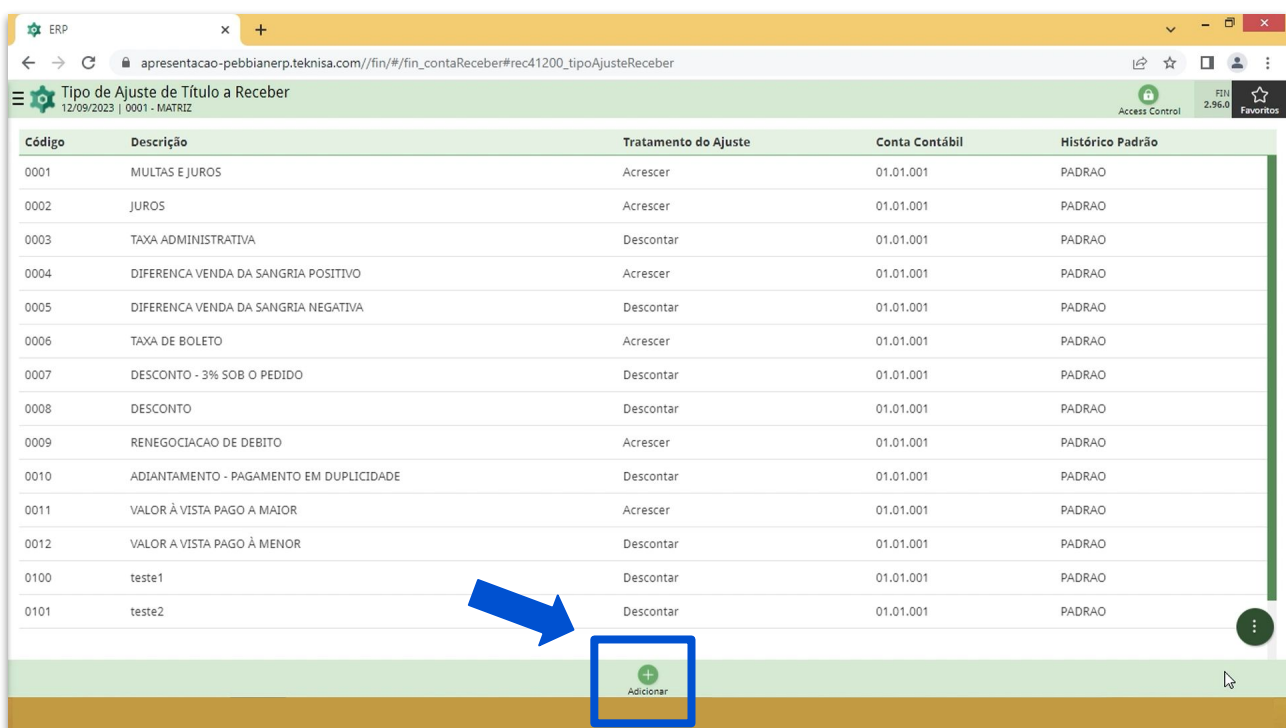 ERP
apresentacao-pebbianerp.teknisa.com//fin/#/fin_contaReceber#rec41200_tipoAjusteReceber
Tipo de Ajuste de Título a Receber
12/09/2023 | 0001 - MATRIZ
Access Control
FIN
2.96.0
Favoritos
Código Descrição Tratamento do Ajuste Conta Contábil Histórico Padrão
0001 MULTAS E JUROS Acrescer 01.01.001 PADRAO
0002 JUROS Acrescer 01.01.001 PADRAO
0003 TAXA ADMINISTRATIVA Descontar 01.01.001 PADRAO
0004 DIFERENCA VENDA DA SANGRIA POSITIVO Acrescer 01.01.001 PADRAO
0005 DIFERENCA VENDA DA SANGRIA NEGATIVA Descontar 01.01.001 PADRAO
0006 TAXA DE BOLETO Acrescer 01.01.001 PADRAO
0007 DESCONTO - 3% SOB O PEDIDO Descontar 01.01.001 PADRAO
0008 DESCONTO Descontar 01.01.001 PADRAO
0009 RENEGOCIACAO DE DEBITO Acrescer 01.01.001 PADRAO
0010 ADIANTAMENTO - PAGAMENTO EM DUPLICIDADE Descontar 01.01.001 PADRAO
0011 VALOR À VISTA PAGO A MAIOR Acrescer 01.01.001 PADRAO
0012 VALOR A VISTA PAGO À MENOR Descontar 01.01.001 PADRAO
0100 teste1 Descontar 01.01.001 PADRAO
0101 teste2 Descontar 01.01.001 PADRAO
Adicionar